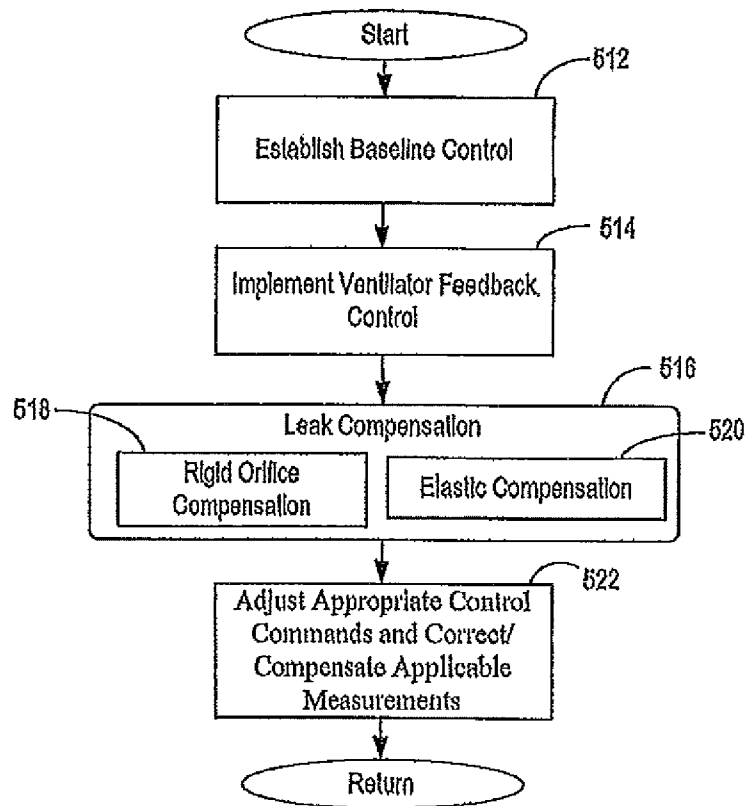 Start
512
Establish Baseline Control
514
Implement Ventilator Feedback
Control
516
518
Leak Compensation
520
Rigid Orifice
Compensation
Elastic Compensation
522
Adjust Appropriate Control
Commands and Correct/
Compensate Applicable
Measurements
Return